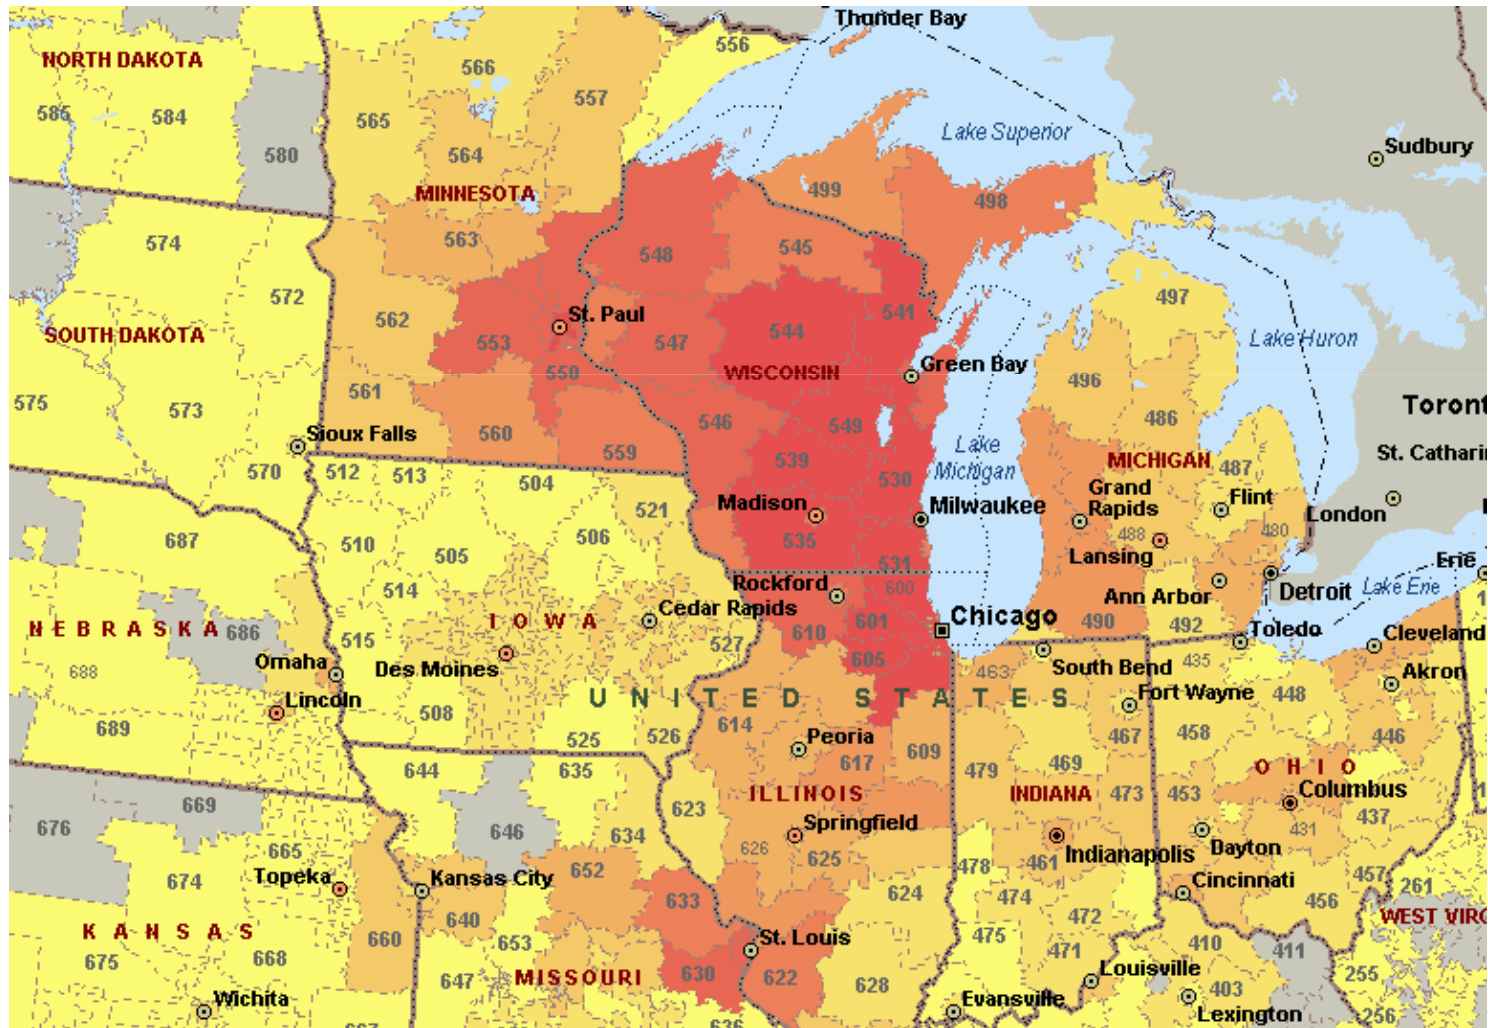 Thunder Bay
556
NORTH DAKOTA
566
585
584
565
557
Lake Superior
580
564
Sudbury
MINNESOTA
499
498
574
563
545
548
572
497
541
562
St. Paul
544
SOUTH DAKOTA
553
547
Lake Huron
550
WISCONSIN
Green Bay
496
575
573
561
Toront
546
549
486
560
Sioux Falls
Lake
Michigan
St. Cathari
559
539
MICHIGAN
570
512
513
504
530
487
Grand
Rapids
Flint
Madison
Milwaukee
521
London
687
510
505
506
535
488
480
Lansing
531
Erie
514
Rockford
600
Detroit
Lake Erie
Ann Arbor
Cedar Rapids
Chicago
NEBRASKA
686
515
IOWA
610
601
490
492
Toledo
Cleveland
527
605
Omaha
Des Moines
463
South Bend
435
688
Akron
Lincoln
UNITED STATES
Fort Wayne
448
689
508
614
525
526
Peoria
609
467
458
446
644
635
617
479
469
OHIO
669
623
ILLINOIS
INDIANA
473
453
Columbus
676
646
634
Springfield
431
437
665
626
625
461
Indianapolis
Dayton
674
Topeka
Kansas City
652
478
Cincinnati
457
261
633
624
474
456
640
472
WEST VIRG
KANSAS
660
653
St. Louis
475
471
410
411
675
668
647
MISSOURI
630
622
628
Louisville
255
403
Wichita
Evansville
Lexington
256
636